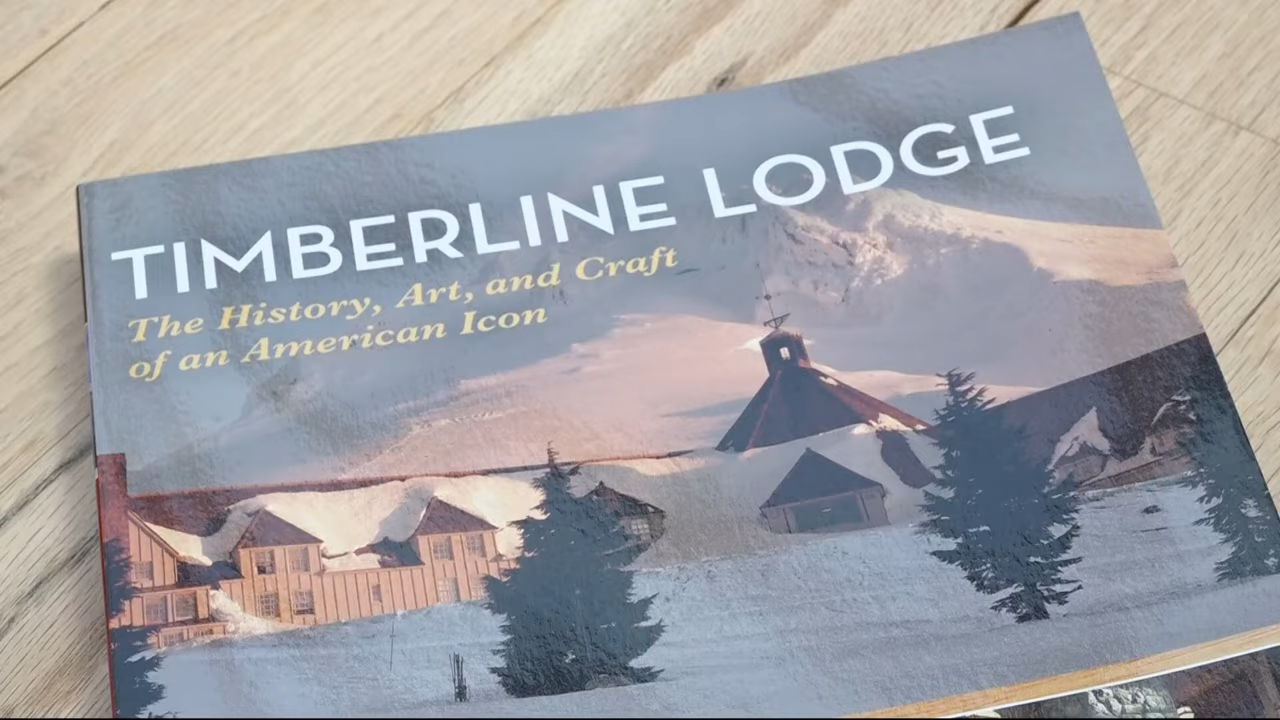 TIMBERLINE LODGE
The History, Art, and Craft
of an American Icon